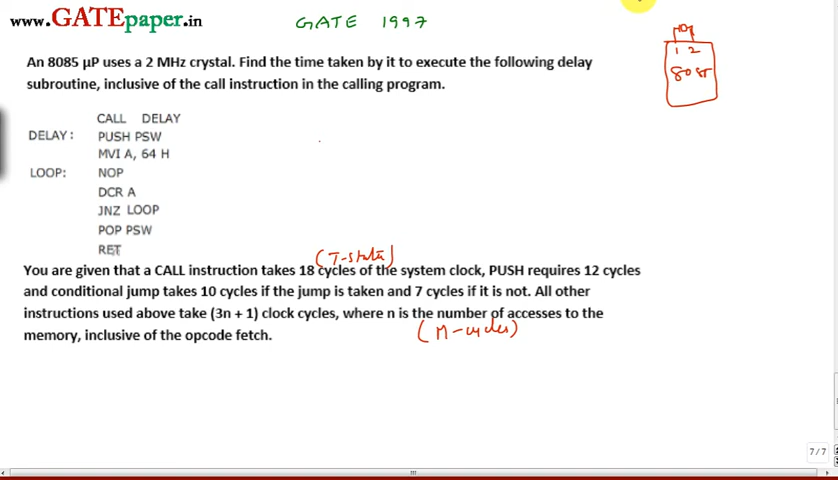 www.GATEpaper.in
GATE 1997
1 2
8085
An 8085 µP uses a 2 MHz crystal. Find the time taken by it to execute the following delay
subroutine, inclusive of the call instruction in the calling program.
CALL DELAY
DELAY: PUSH PSW
MVI A, 64 H
LOOP: NOP
DCR A
JNZ LOOP
POP PSW
RET
(T-states)
You are given that a CALL instruction takes 18 cycles of the system clock, PUSH requires 12 cycles
and conditional jump takes 10 cycles if the jump is taken and 7 cycles if it is not. All other
instructions used above take (3n + 1) clock cycles, where n is the number of accesses to the
memory, inclusive of the opcode fetch.
(M-cycles)
7/7